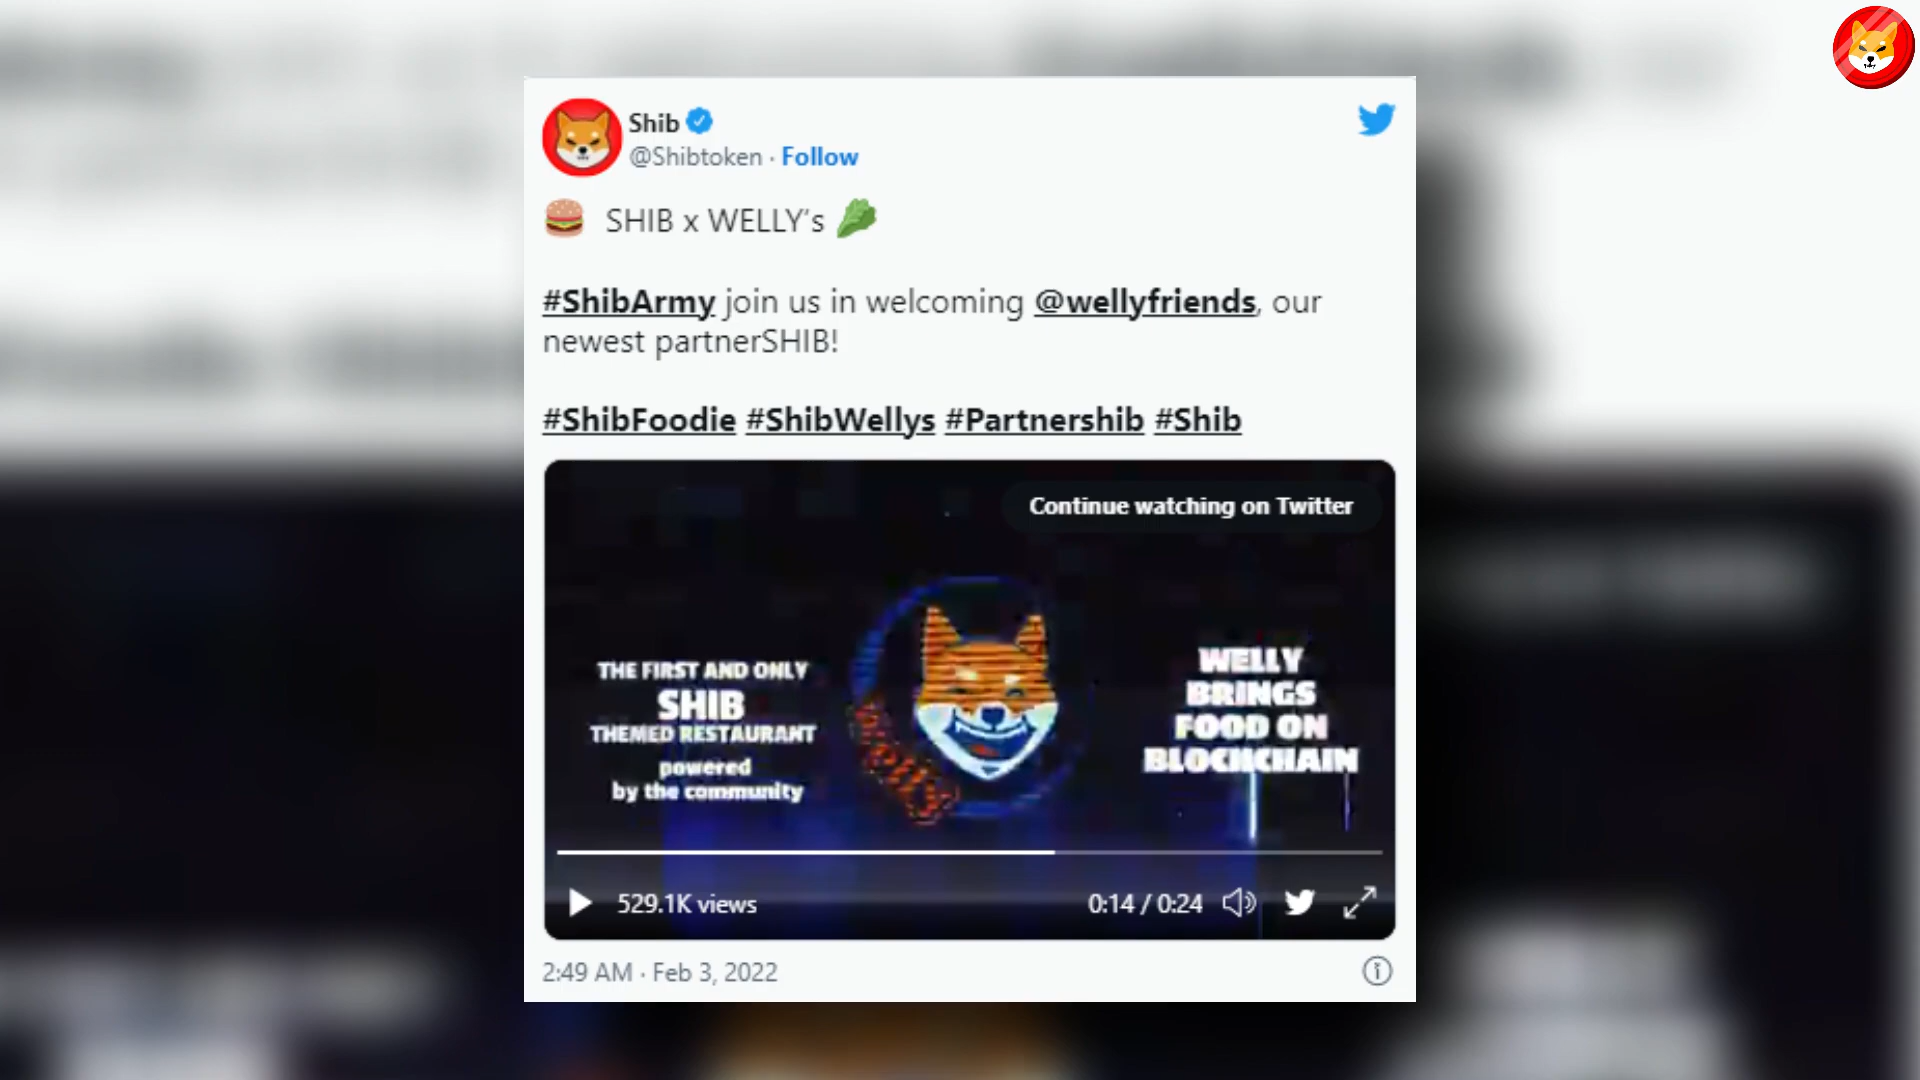 Shib
@Shibtoken · Follow
🍔 SHIB x WELLY's 🥬
#ShibArmy join us in welcoming @wellyfriends, our
newest partnerSHIB!
#ShibFoodie #ShibWellys #Partnershib #Shib
Continue watching on Twitter
THE FIRST AND ONLY
SHIB
THEMED RESTAURANT
powered
by the community
WELLY
BRINGS
FOOD ON
BLOCKCHAIN
529.1K views
0:14 / 0:24
2:49 AM · Feb 3, 2022